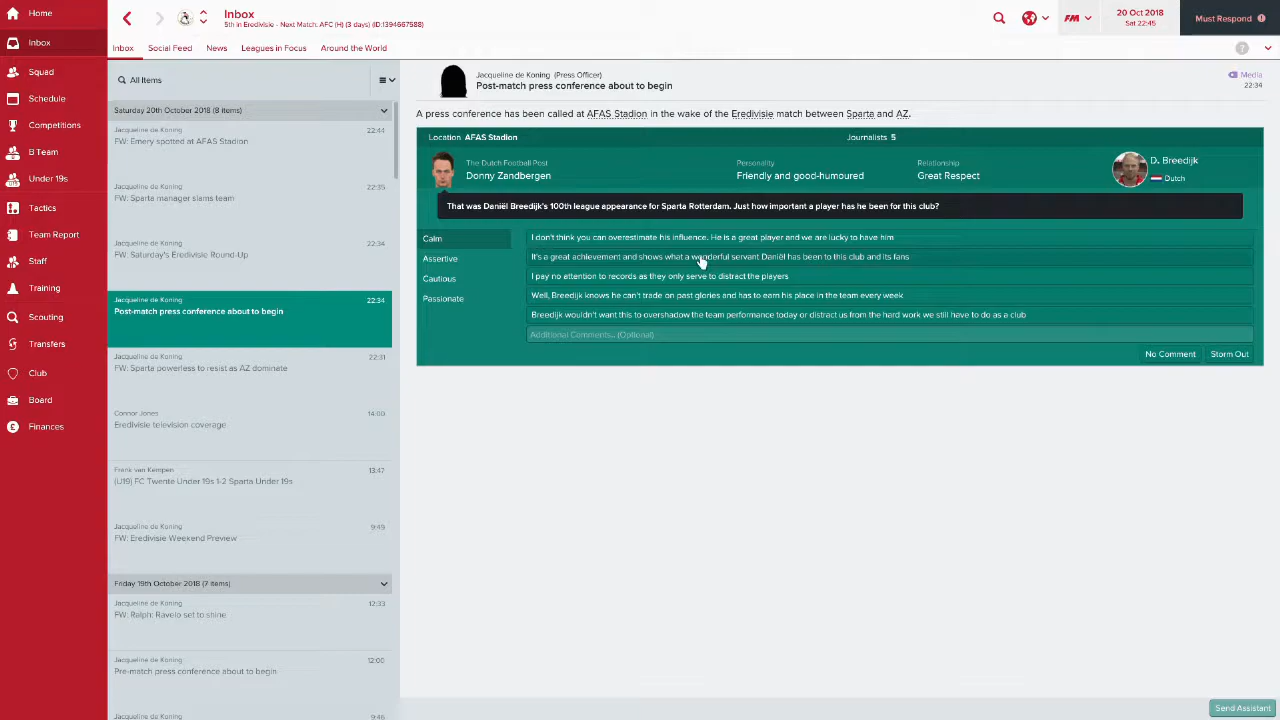 Home
Inbox
Squad
Schedule
Competitions
B Team
Under 19s
Tactics
Team Report
Staff
Training
Scouting
Transfers
Club
Board
Finances
Inbox
5th in Eredivisie - Next Match: AFC (H) (3 days) (ID:1394667588)
FM
20 Oct 2018
Sat 22:45
Must Respond
Inbox
Social Feed
News
Leagues in Focus
Around the World
All Items
Saturday 20th October 2018 (8 items)
Jacqueline de Koning 22:44
FW: Emery spotted at AFAS Stadion
Jacqueline de Koning 22:35
FW: Sparta manager slams team
Jacqueline de Koning 22:34
FW: Saturday's Eredivisie Round-Up
Jacqueline de Koning 22:34
Post-match press conference about to begin
Jacqueline de Koning 22:31
FW: Sparta powerless to resist as AZ dominate
Connor Jones 14:00
Eredivisie television coverage
Frenk van Kempen 13:47
(U19) FC Twente Under 19s 1-2 Sparta Under 19s
Jacqueline de Koning 9:49
FW: Eredivisie Weekend Preview
Friday 19th October 2018 (7 items)
Jacqueline de Koning 12:33
FW: Ralph: Ravelo set to shine
Jacqueline de Koning 12:00
Pre-match press conference about to begin
Jacqueline de Koning 9:46
Jacqueline de Koning (Press Officer)
Post-match press conference about to begin
Media
22:34
A press conference has been called at AFAS Stadion in the wake of the Eredivisie match between Sparta and AZ.
Location AFAS Stadion
Journalists 5
The Dutch Football Post
Donny Zandbergen
Personality
Friendly and good-humoured
Relationship
Great Respect
D. Breedijk
Dutch
That was Daniël Breedijk's 100th league appearance for Sparta Rotterdam. Just how important a player has he been for this club?
Calm
Assertive
Cautious
Passionate
I don't think you can overestimate his influence. He is a great player and we are lucky to have him
It's a great achievement and shows what a wonderful servant Daniël has been to this club and its fans
I pay no attention to records as they only serve to distract the players
Well, Breedijk knows he can't trade on past glories and has to earn his place in the team every week
Breedijk wouldn't want this to overshadow the team performance today or distract us from the hard work we still have to do as a club
Additional Comments... (Optional)
No Comment
Storm Out
Send Assistant